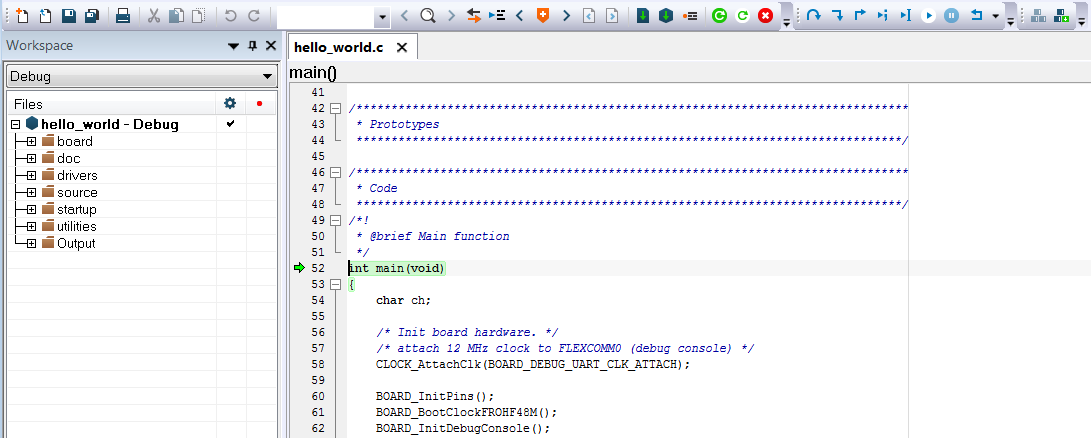 Workspace
Debug
Files
hello_world - Debug
board
doc
drivers
source
startup
utilities
Output
hello_world.c
main()
41
42 /*******************************************************************************
43 * Prototypes
44 ******************************************************************************/
45
46 /*******************************************************************************
47 * Code
48 ******************************************************************************/
49 /*!
50 * @brief Main function
51 */
52 int main(void)
53 {
54 char ch;
55
56 /* Init board hardware. */
57 /* attach 12 MHz clock to FLEXCOMM0 (debug console) */
58 CLOCK_AttachClk(BOARD_DEBUG_UART_CLK_ATTACH);
59
60 BOARD_InitPins();
61 BOARD_BootClockFROHF48M();
62 BOARD_InitDebugConsole();